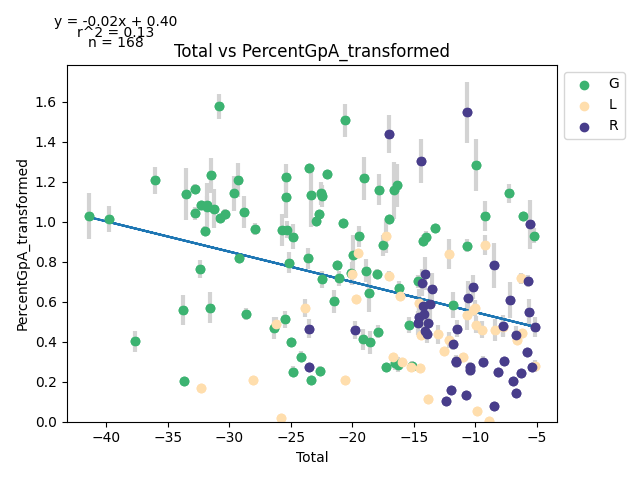 y = -0.02x + 0.40
r^2 = 0.13
n = 168
Total vs PercentGpA_transformed
G
L
R
PercentGpA_transformed
1.6
1.4
1.2
1.0
0.8
0.6
0.4
0.2
0.0
−40
−35
−30
−25
−20
−15
−10
−5
Total